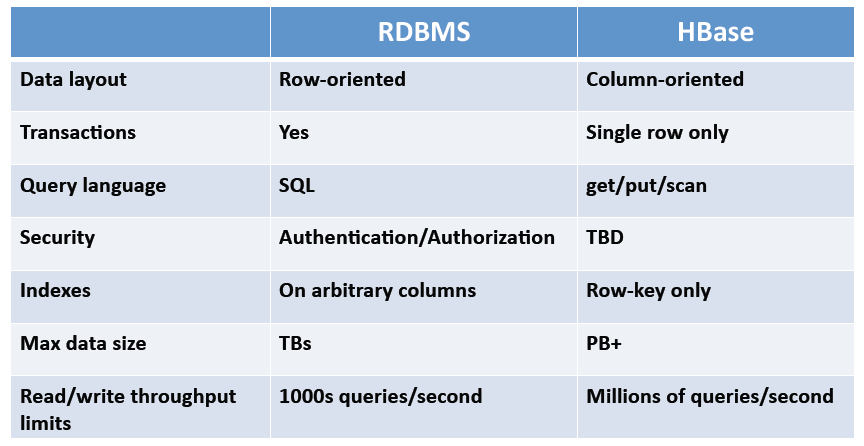 RDBMS HBase
Data layout Row-oriented Column-oriented
Transactions Yes Single row only
Query language SQL get/put/scan
Security Authentication/Authorization TBD
Indexes On arbitrary columns Row-key only
Max data size TBs PB+
Read/write throughput 1000s queries/second Millions of queries/second
limits